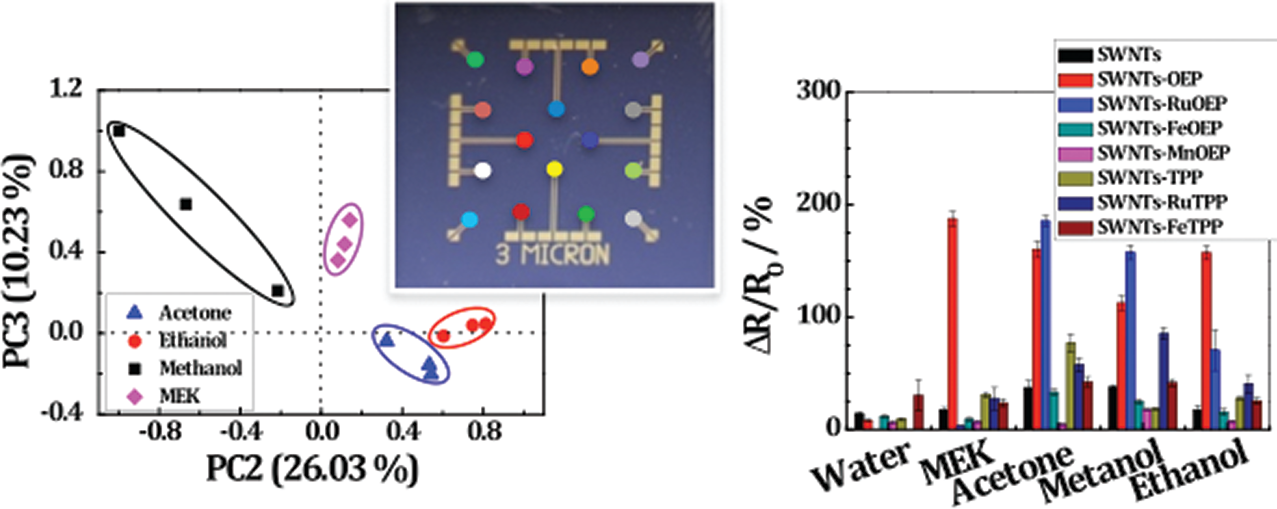 PC3 (10.23 %)
1.2
0.8
0.4
0.0
-0.4
-0.8
-0.4
0.0
0.4
0.8
PC2 (26.03 %)
Acetone
Ethanol
Methanol
MEK
3 MICRON
ΔR/R0 / %
300
200
100
0
SWNTs
SWNTs-OEP
SWNTs-RuOEP
SWNTs-FeOEP
SWNTs-MnOEP
SWNTs-TPP
SWNTs-RuTPP
SWNTs-FeTPP
Water
MEK
Acetone
Metanol
Ethanol